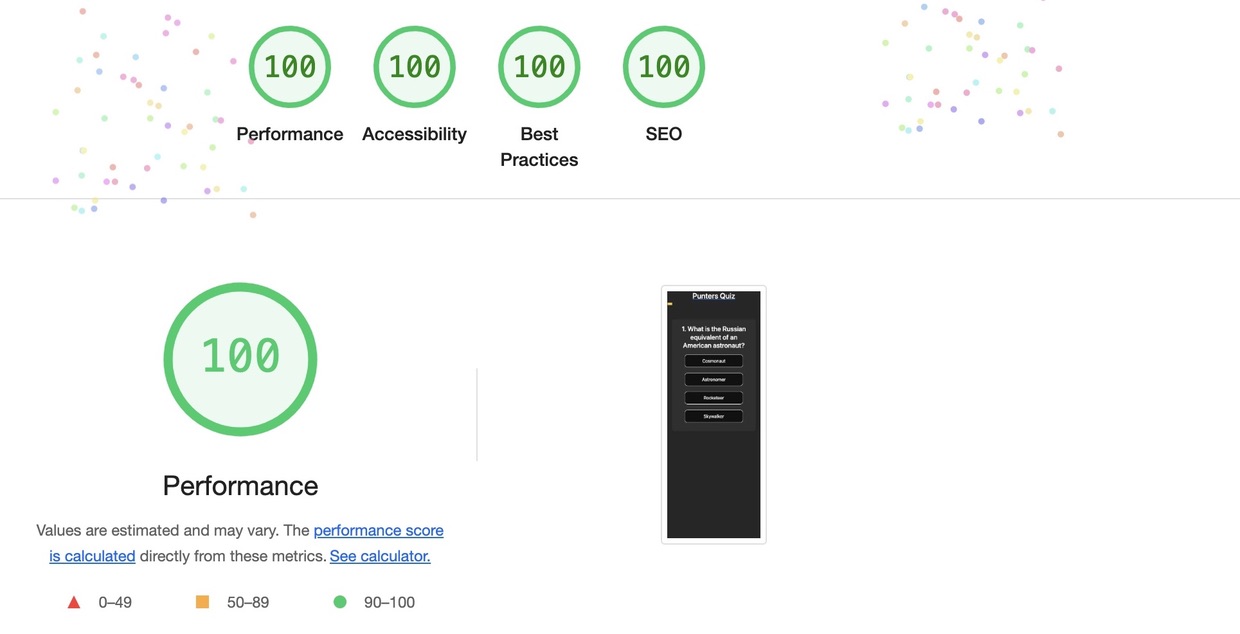 100
100
100
100
Performance
Accessibility
Best
Practices
SEO
100
Performance
Values are estimated and may vary. The performance score
is calculated directly from these metrics. See calculator.
0–49
50–89
90–100
Punters Quiz
1. What is the Russian
equivalent of an
American astronaut?
Cosmonaut
Astronomer
Rocketeer
Skywalker